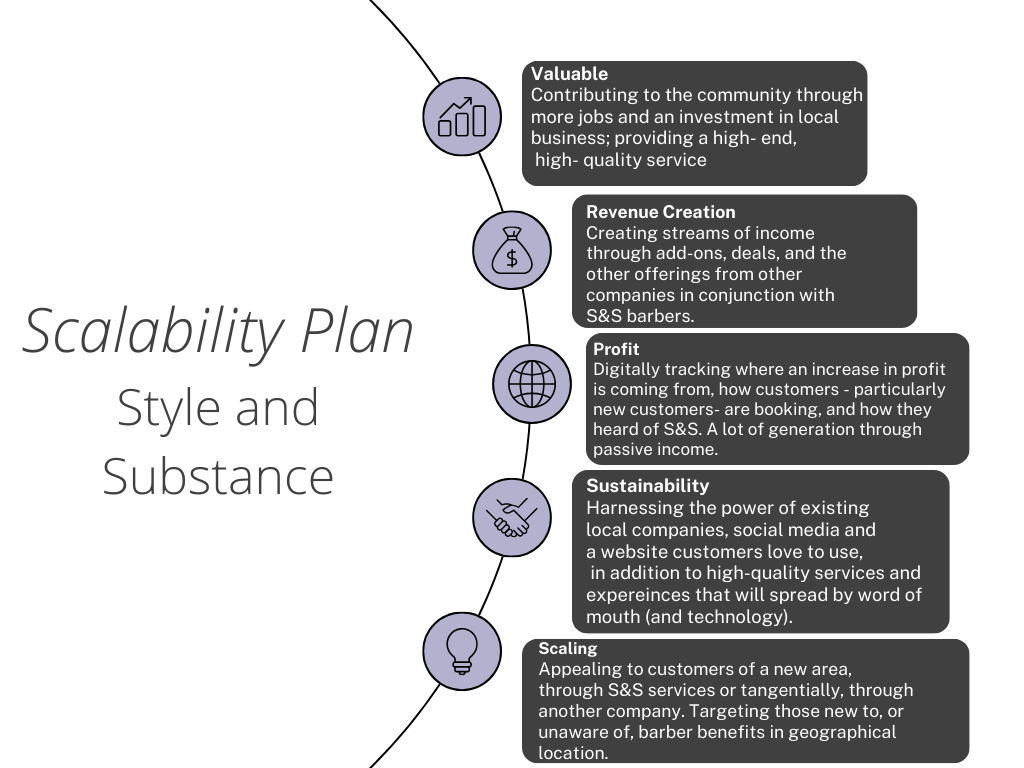 Scalability Plan
Style and
Substance
Valuable
Contributing to the community through
more jobs and an investment in local
business; providing a high- end,
high- quality service
$
Revenue Creation
Creating streams of income
through add-ons, deals, and the
other offerings from other
companies in conjunction with
S&S barbers.
Profit
Digitally tracking where an increase in profit
is coming from, how customers - particularly
new customers- are booking, and how they
heard of S&S. A lot of generation through
passive income.
Sustainability
Harnessing the power of existing
local companies, social media and
a website customers love to use,
in addition to high-quality services and
expereinces that will spread by word of
mouth (and technology).
Scaling
Appealing to customers of a new area,
through S&S services or tangentially, through
another company. Targeting those new to, or
unaware of, barber benefits in geographical
location.